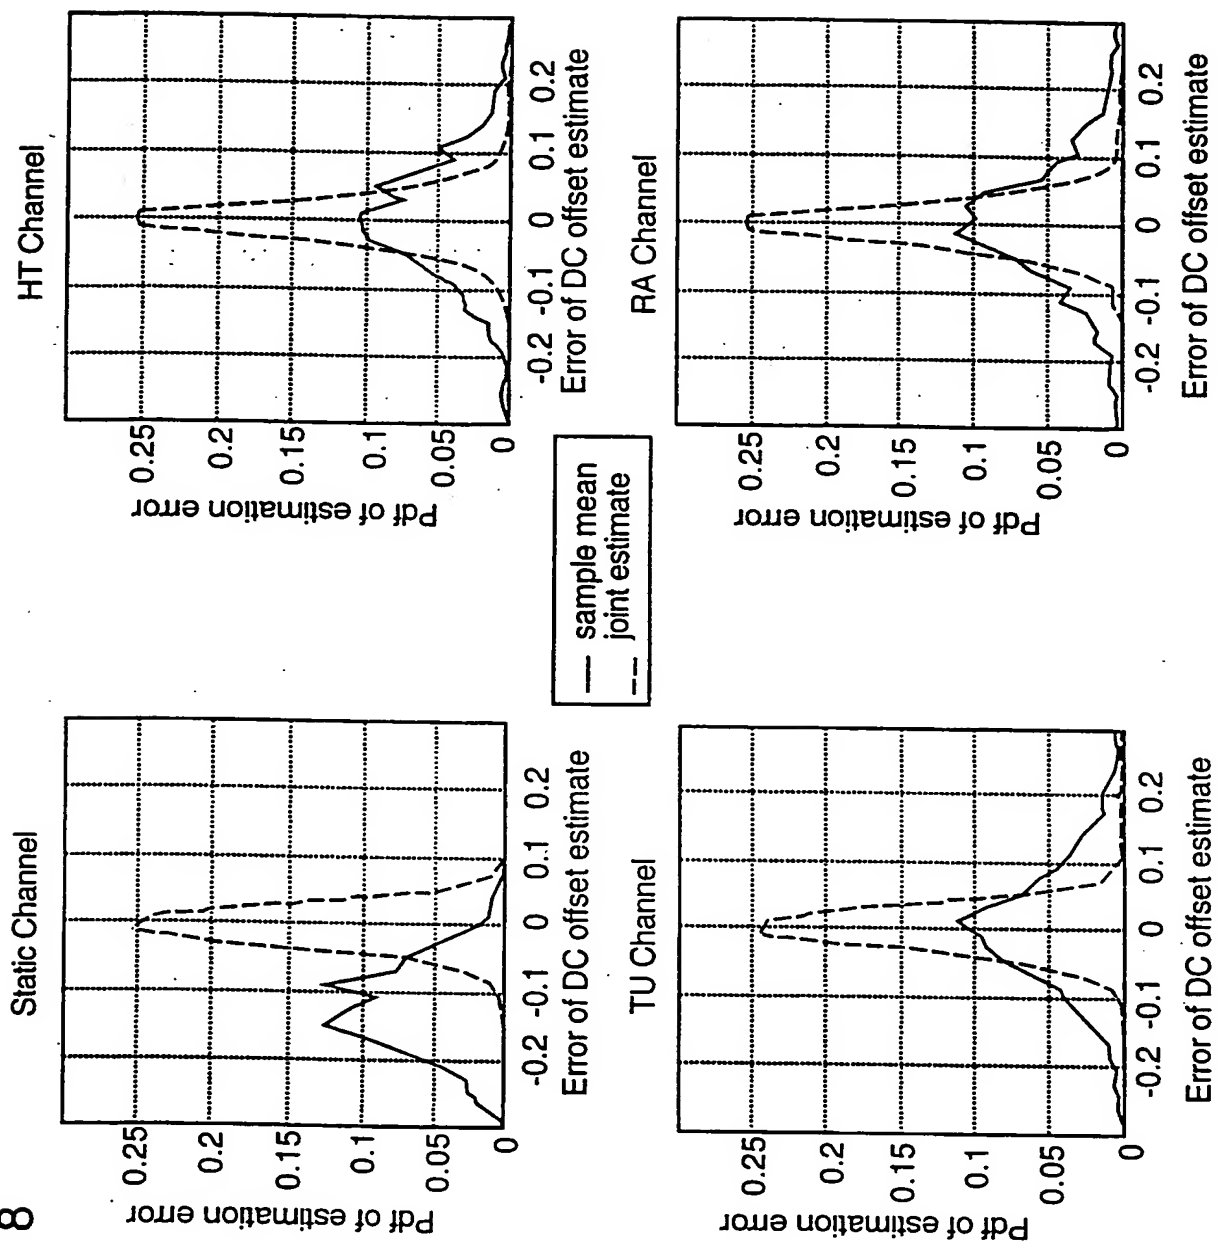 8
Static Channel
Pdf of estimation error
0.25
0.2
0.15
0.1
0.05
0
-0.2 -0.1 0 0.1 0.2
Error of DC offset estimate
HT Channel
Pdf of estimation error
0.25
0.2
0.15
0.1
0.05
0
-0.2 -0.1 0 0.1 0.2
Error of DC offset estimate
sample mean
joint estimate
TU Channel
Pdf of estimation error
0.25
0.2
0.15
0.1
0.05
0
-0.2 -0.1 0 0.1 0.2
Error of DC offset estimate
RA Channel
Pdf of estimation error
0.25
0.2
0.15
0.1
0.05
0
-0.2 -0.1 0 0.1 0.2
Error of DC offset estimate